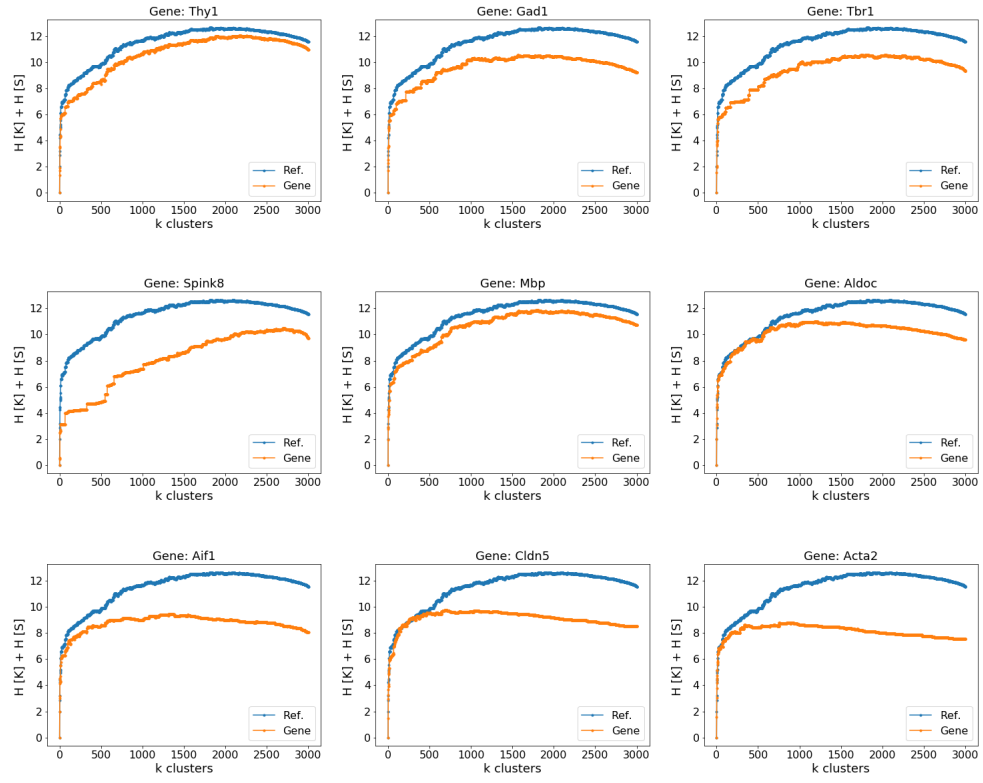 Gene: Thy1
H [K] + H [S]
12
10
8
6
4
2
0
Ref.
Gene
0 500 1000 1500 2000 2500 3000
k clusters
Gene: Gad1
H [K] + H [S]
12
10
8
6
4
2
0
Ref.
Gene
0 500 1000 1500 2000 2500 3000
k clusters
Gene: Tbr1
H [K] + H [S]
12
10
8
6
4
2
0
Ref.
Gene
0 500 1000 1500 2000 2500 3000
k clusters
Gene: Spink8
H [K] + H [S]
12
10
8
6
4
2
0
Ref.
Gene
0 500 1000 1500 2000 2500 3000
k clusters
Gene: Mbp
H [K] + H [S]
12
10
8
6
4
2
0
Ref.
Gene
0 500 1000 1500 2000 2500 3000
k clusters
Gene: Aldoc
H [K] + H [S]
12
10
8
6
4
2
0
Ref.
Gene
0 500 1000 1500 2000 2500 3000
k clusters
Gene: Aif1
H [K] + H [S]
12
10
8
6
4
2
0
Ref.
Gene
0 500 1000 1500 2000 2500 3000
k clusters
Gene: Cldn5
H [K] + H [S]
12
10
8
6
4
2
0
Ref.
Gene
0 500 1000 1500 2000 2500 3000
k clusters
Gene: Acta2
H [K] + H [S]
12
10
8
6
4
2
0
Ref.
Gene
0 500 1000 1500 2000 2500 3000
k clusters